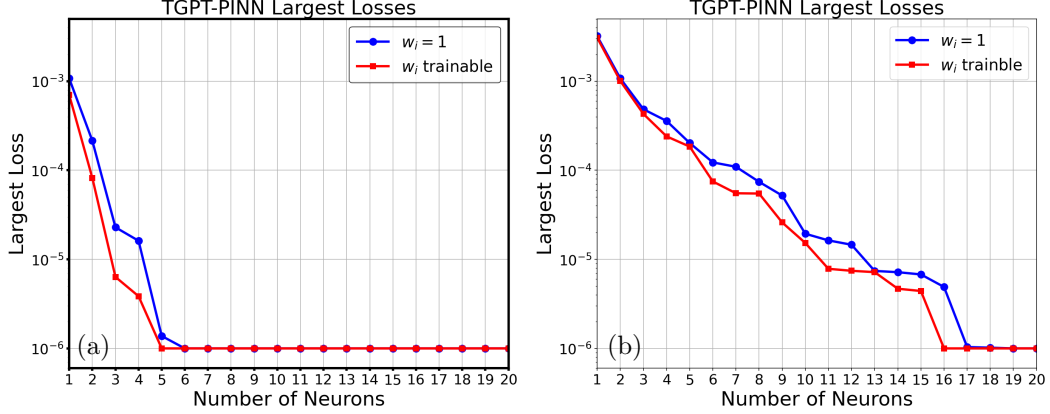 TGPT-PINN Largest Losses
w_i = 1
w_i trainable
10^{-3}
10^{-4}
10^{-5}
10^{-6}
Largest Loss
(a)
1 2 3 4 5 6 7 8 9 10 11 12 13 14 15 16 17 18 19 20
Number of Neurons
TGPT-PINN Largest Losses
w_i = 1
w_i trainble
10^{-3}
10^{-4}
10^{-5}
10^{-6}
Largest Loss
(b)
1 2 3 4 5 6 7 8 9 10 11 12 13 14 15 16 17 18 19 20
Number of Neurons